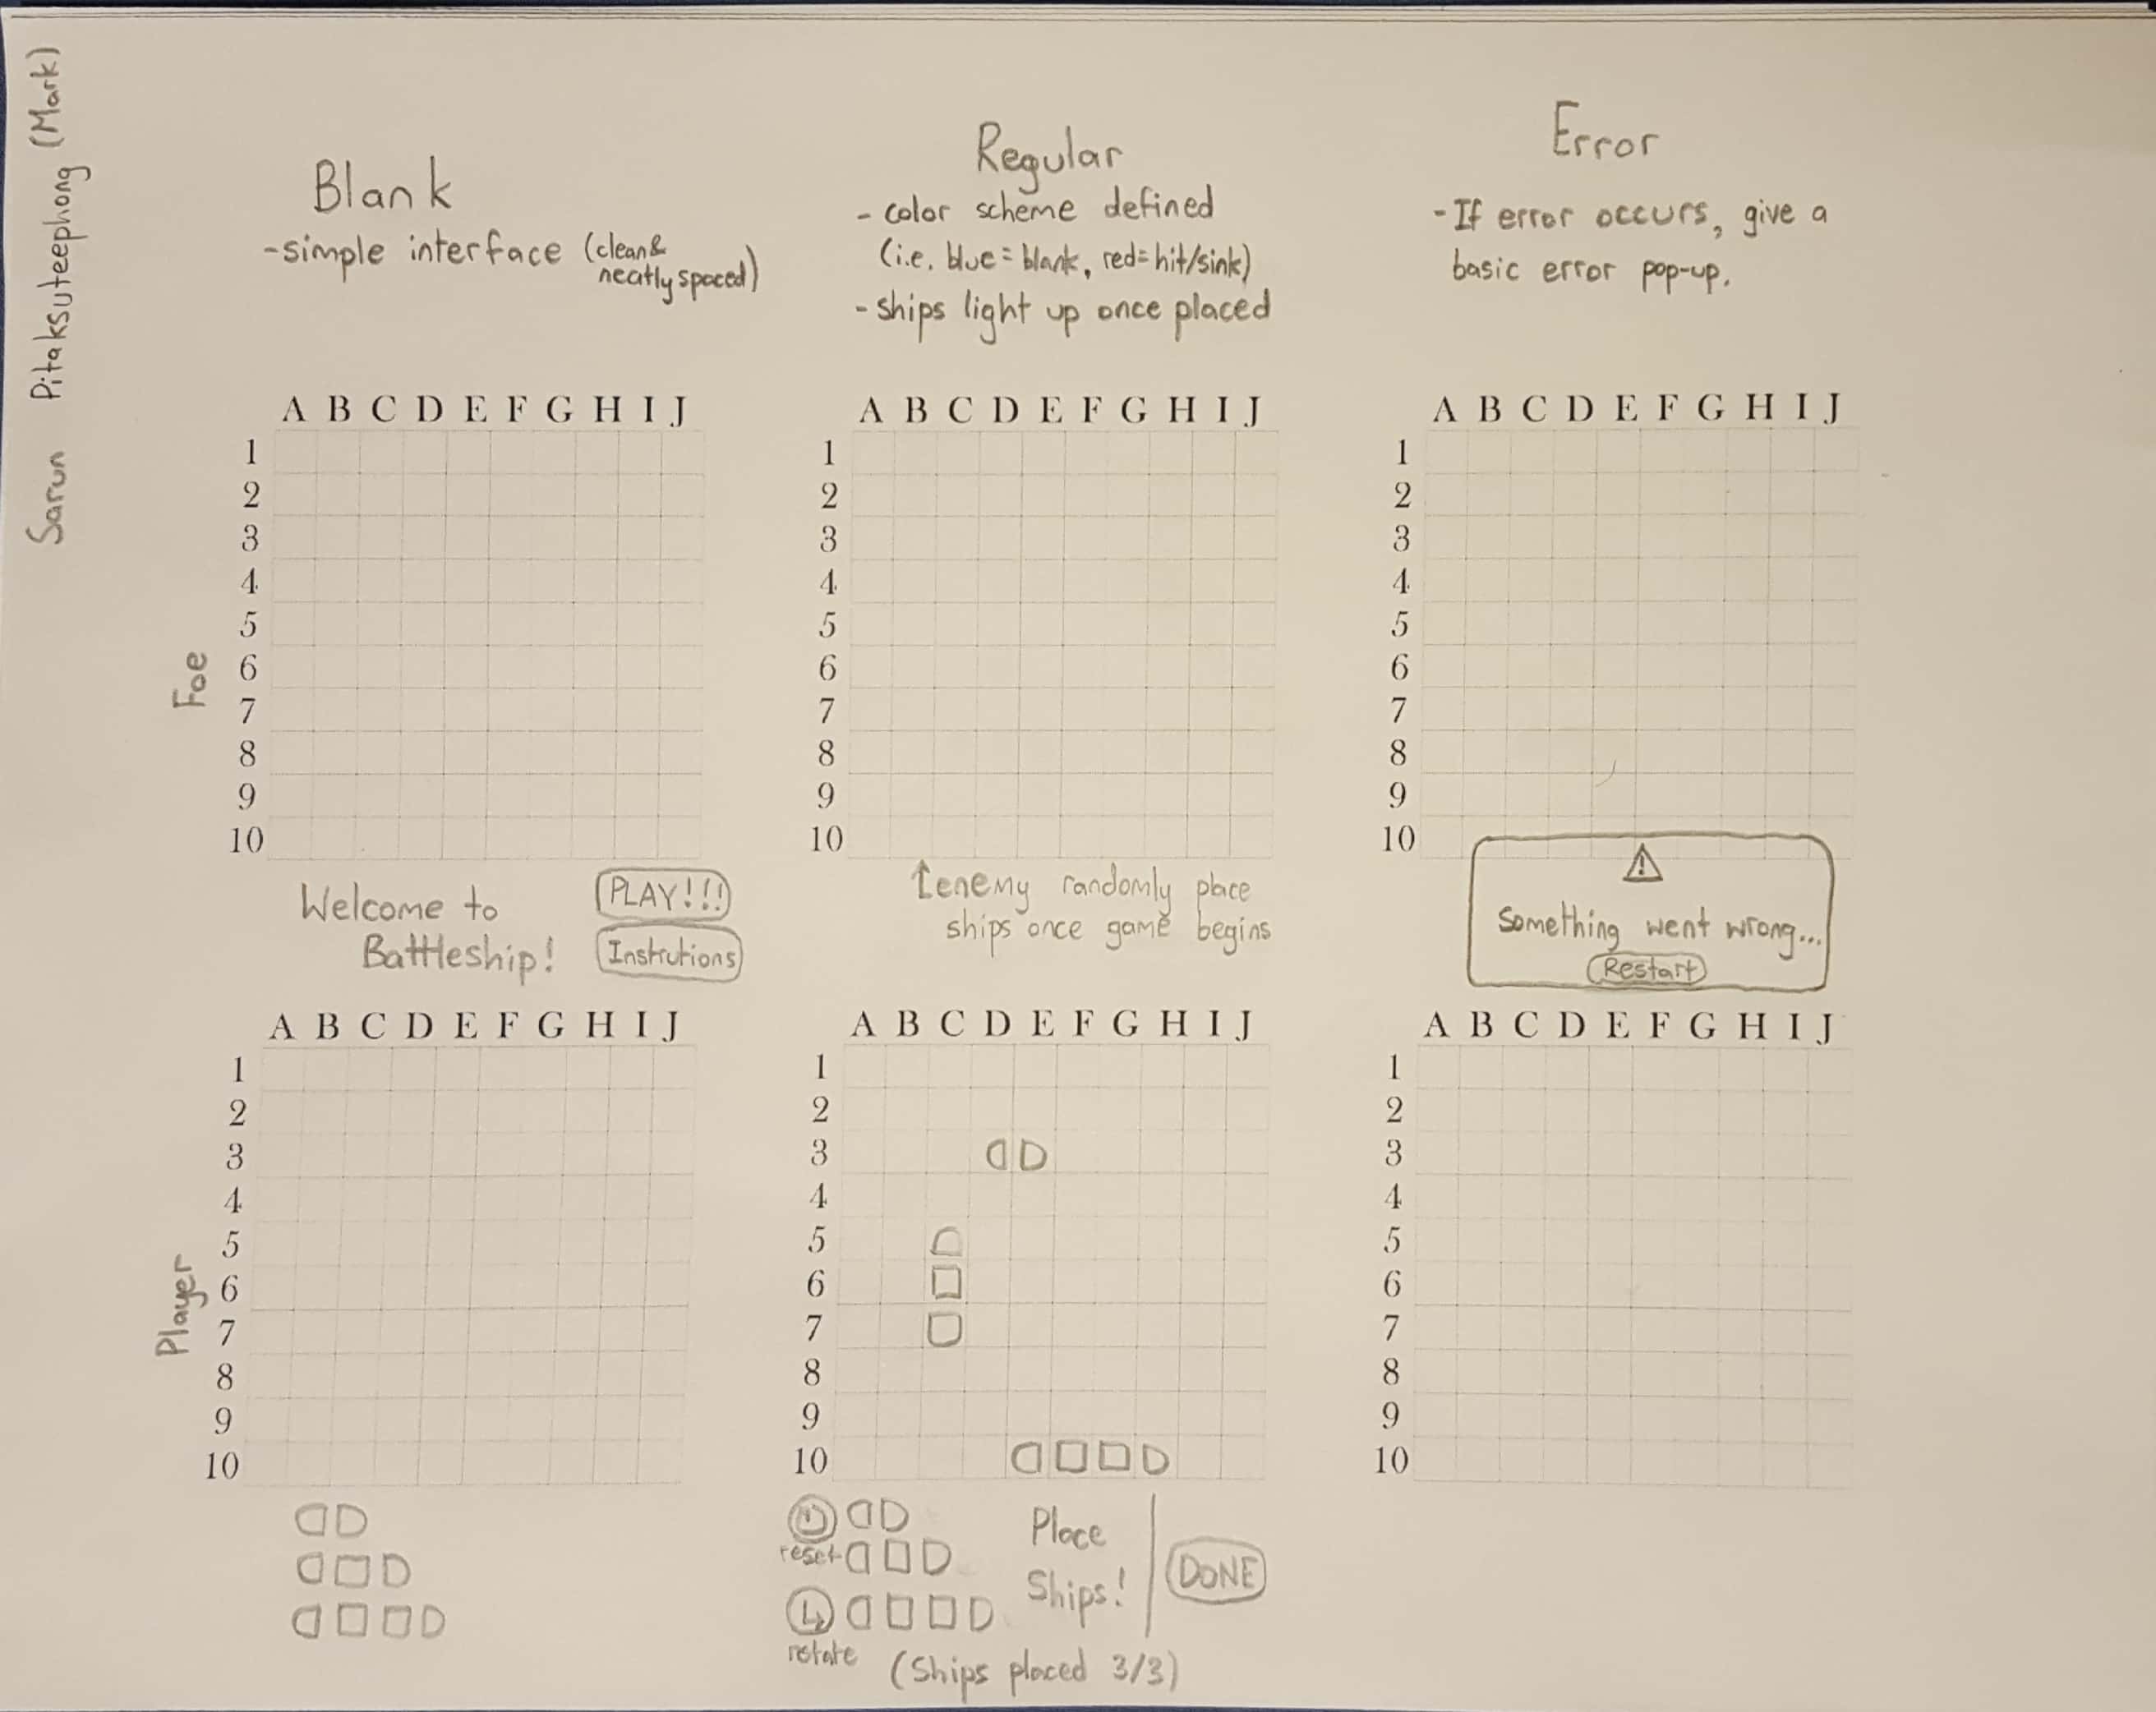 Sarun Pitaksuteephong (Mark)
Blank
-simple interface (clean&
neatly spaced)
Regular
- color scheme defined
(i.e. blue = blank, red=hit/sink)
- ships light up once placed
Error
-If error occurs, give a
basic error pop-up.
Foe
A B C D E F G H I J
1
2
3
4
5
6
7
8
9
10
A B C D E F G H I J
1
2
3
4
5
6
7
8
9
10
A B C D E F G H I J
1
2
3
4
5
6
7
8
9
10
Welcome to
Battleship!
PLAY!!!
Instrutions
↑enemy randomly place
ships once game begins
Something went wrong...
Restart
Player
A B C D E F G H I J
1
2
3
4
5
6
7
8
9
10
A B C D E F G H I J
1
2
3
4
5
6
7
8
9
10
A B C D E F G H I J
1
2
3
4
5
6
7
8
9
10
reset
rotate
Place
Ships!
DONE
(Ships placed 3/3)